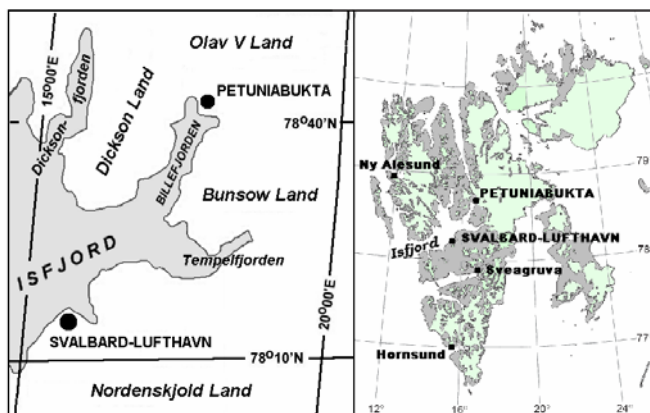 Olav V Land
15°00'E
Dickson-
fjorden
Dickson Land
PETUNIABUKTA
78°40'N
BILLEFJORDEN
Bunsow Land
ISFJORD
Tempelfjorden
20°00'E
SVALBARD-LUFTHAVN
78°10'N
Nordenskjold Land
Ny Alesund
79
PETUNIABUKTA
Isfjord
SVALBARD-LUFTHAVN
78
Sveagruva
77
Hornsund
12° 16° 20° 24°